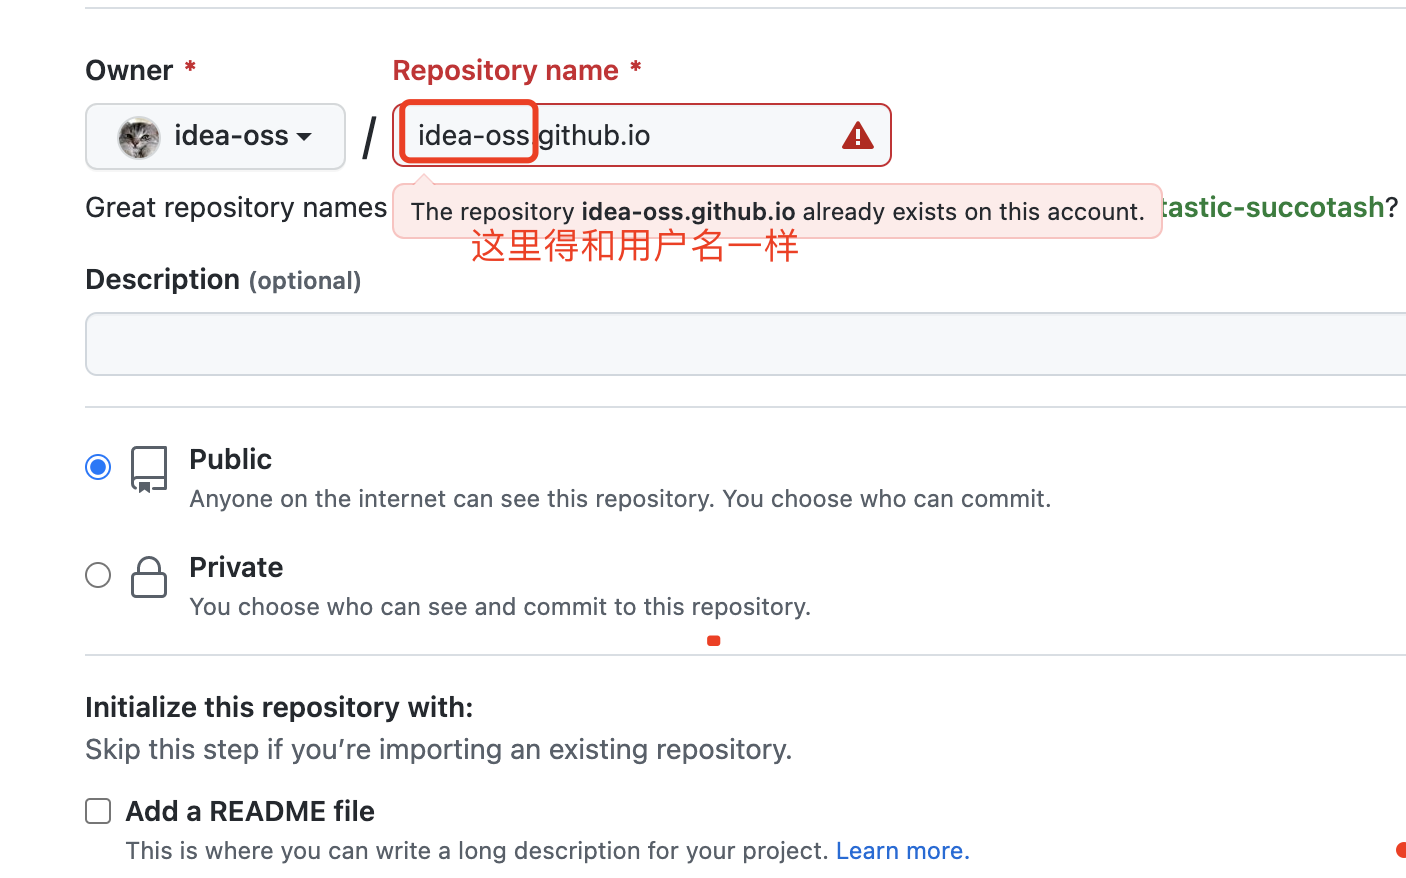 Owner *
Repository name *
idea-oss
/
idea-oss.github.io
Great repository names
The repository idea-oss.github.io already exists on this account.
tastic-succotash?
这里得和用户名一样
Description (optional)
Public
Anyone on the internet can see this repository. You choose who can commit.
Private
You choose who can see and commit to this repository.
Initialize this repository with:
Skip this step if you’re importing an existing repository.
Add a README file
This is where you can write a long description for your project. Learn more.